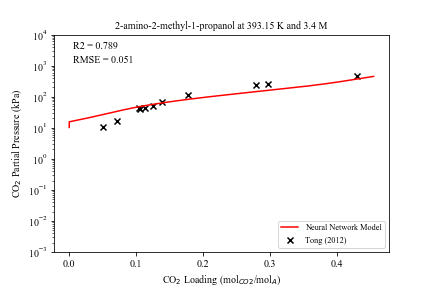 2-amino-2-methyl-1-propanol at 393.15 K and 3.4 M
R2 = 0.789
RMSE = 0.051
CO₂ Partial Pressure (kPa)
10⁴
10³
10²
10¹
10⁰
10⁻¹
10⁻²
10⁻³
Neural Network Model
Tong (2012)
0.0 0.1 0.2 0.3 0.4
CO₂ Loading (mol_CO2/mol_A)